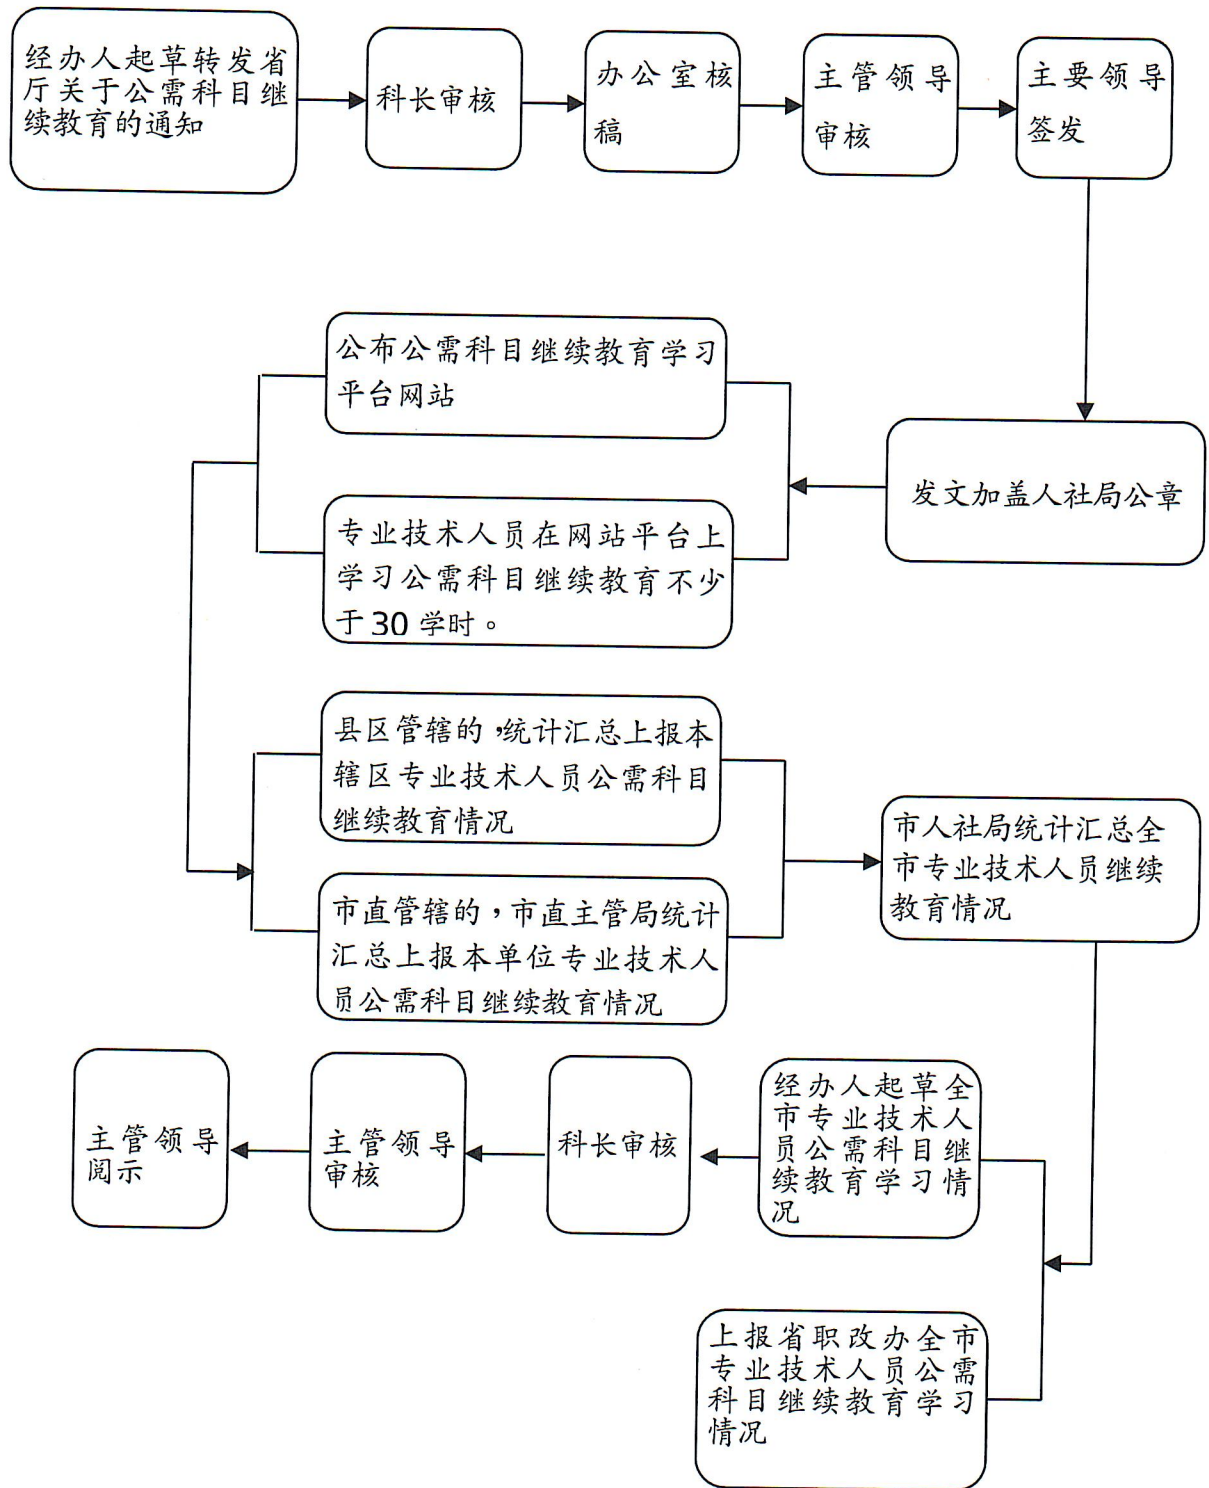 经办人起草转发省
厅关于公需科目继
续教育的通知
科长审核
办公室核
稿
主管领导
审核
主要领导
签发
公布公需科目继续教育学习
平台网站
发文加盖人社局公章
专业技术人员在网站平台上
学习公需科目继续教育不少
于30学时。
县区管辖的,统计汇总上报本
辖区专业技术人员公需科目
继续教育情况
市人社局统计汇总全
市专业技术人员继续
教育情况
市直管辖的,市直主管局统计
汇总上报本单位专业技术人
员公需科目继续教育情况
主管领导
阅示
主管领导
审核
科长审核
经办人起草全
市专业技术人
员公需科目继
续教育学习情
况
上报省职改办全市
专业技术人员公需
科目继续教育学习
情况